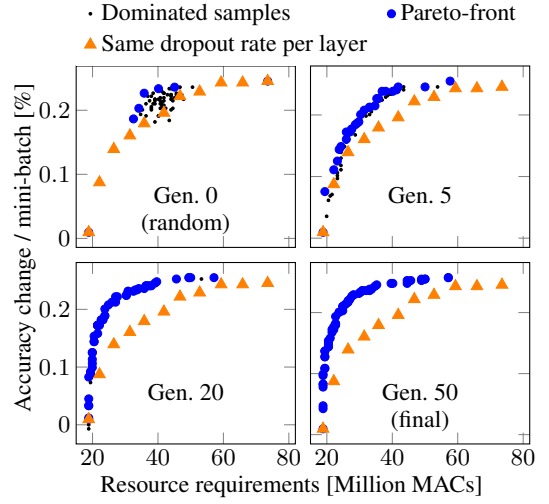 Dominated samples
Pareto-front
Same dropout rate per layer
Accuracy change / mini-batch [%]
0.2
0.1
0
Gen. 0
(random)
Gen. 5
0.2
0.1
0
Gen. 20
Gen. 50
(final)
20 40 60 80
20 40 60 80
Resource requirements [Million MACs]